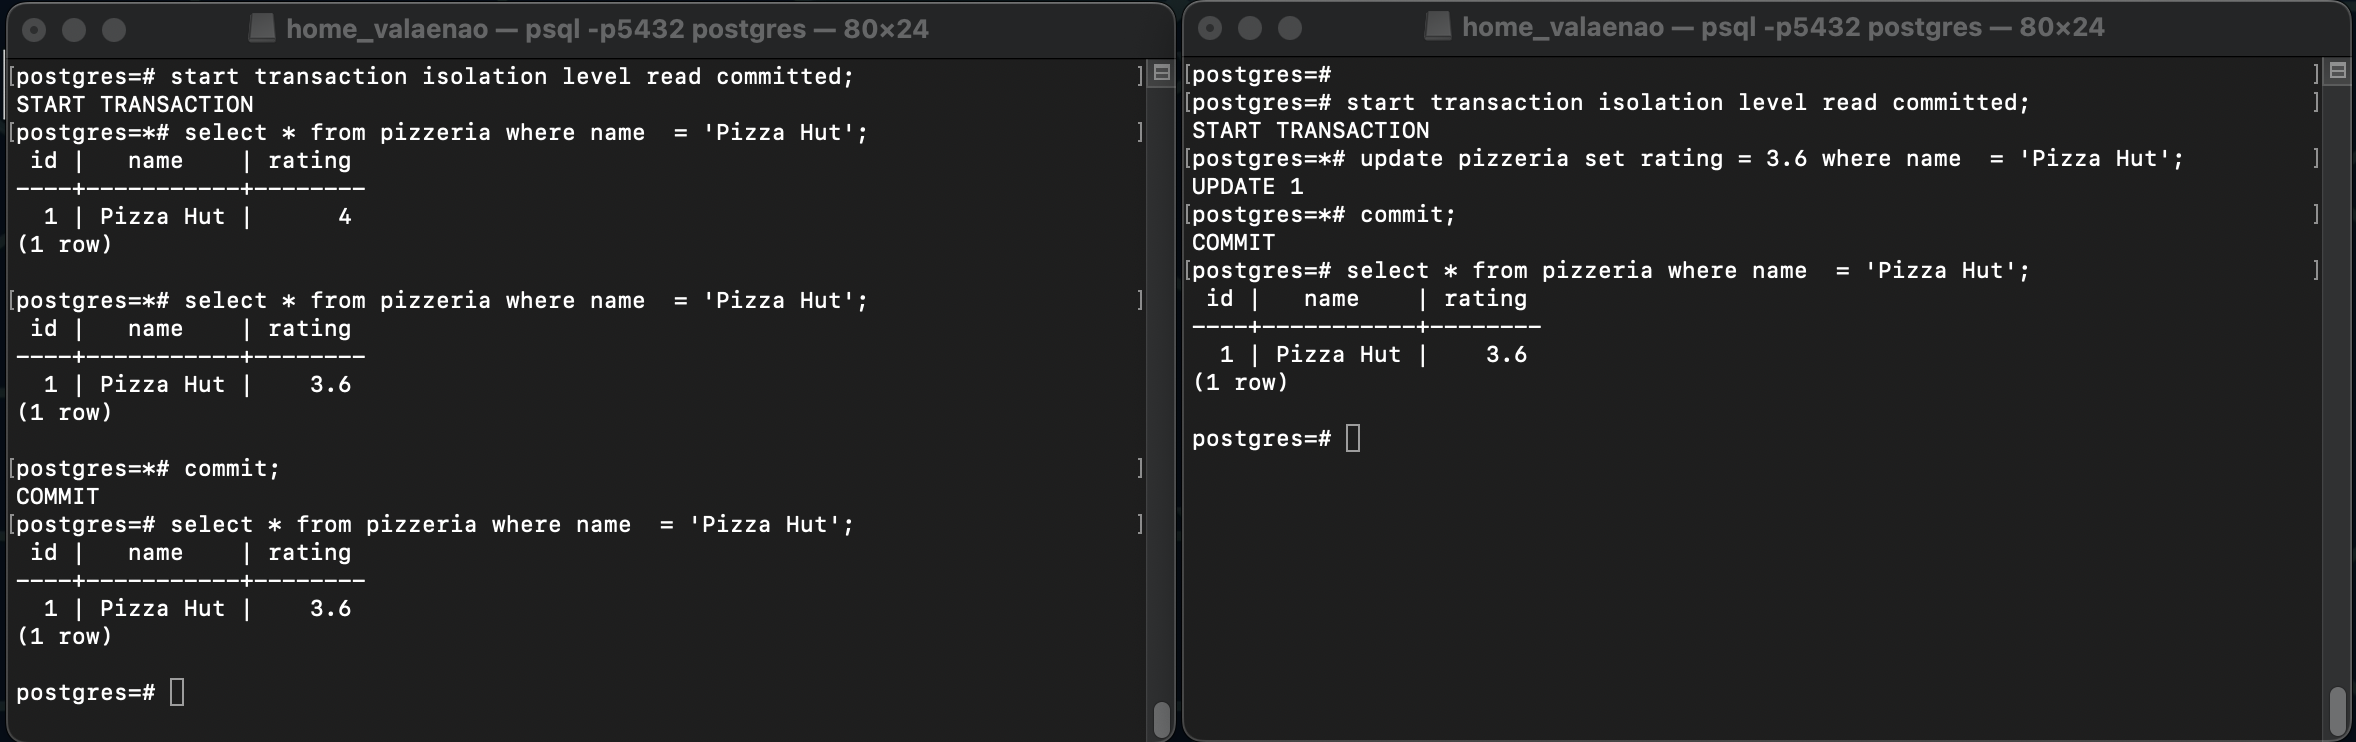 home_valaenao — psql -p5432 postgres — 80×24
[postgres=# start transaction isolation level read committed; ]
START TRANSACTION
[postgres=*# select * from pizzeria where name  = 'Pizza Hut'; ]
 id |   name    | rating
----+-----------+--------
  1 | Pizza Hut |      4
(1 row)
[postgres=*# select * from pizzeria where name  = 'Pizza Hut'; ]
 id |   name    | rating
----+-----------+--------
  1 | Pizza Hut |    3.6
(1 row)
[postgres=*# commit; ]
COMMIT
[postgres=# select * from pizzeria where name  = 'Pizza Hut'; ]
 id |   name    | rating
----+-----------+--------
  1 | Pizza Hut |    3.6
(1 row)
postgres=#
home_valaenao — psql -p5432 postgres — 80×24
[postgres=# ]
[postgres=# start transaction isolation level read committed; ]
START TRANSACTION
[postgres=*# update pizzeria set rating = 3.6 where name  = 'Pizza Hut'; ]
UPDATE 1
[postgres=*# commit; ]
COMMIT
[postgres=# select * from pizzeria where name  = 'Pizza Hut'; ]
 id |   name    | rating
----+-----------+--------
  1 | Pizza Hut |    3.6
(1 row)
postgres=#